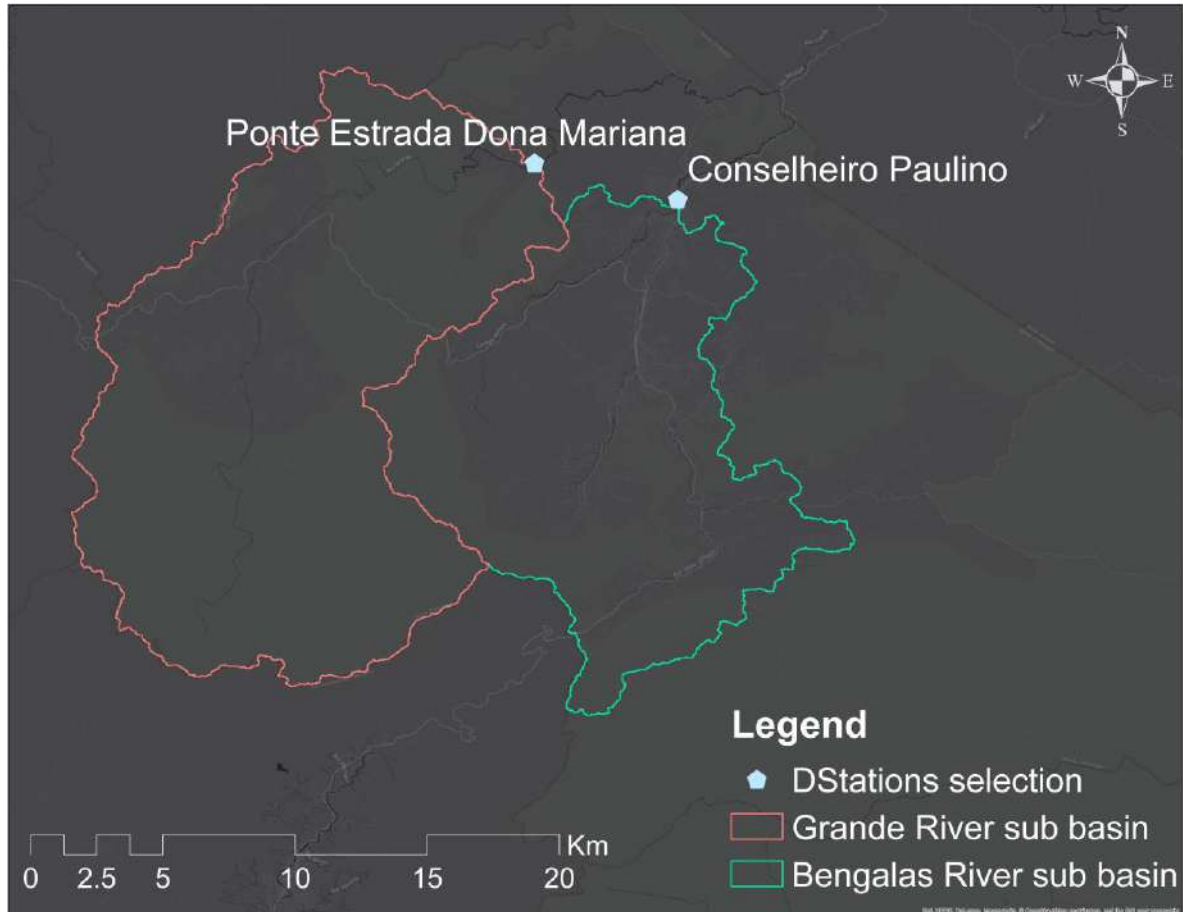 N
W E
S
Ponte Estrada Dona Mariana
Conselheiro Paulino
Legend
DStations selection
Grande River sub basin
Bengalas River sub basin
Km
0 2.5 5 10 15 20